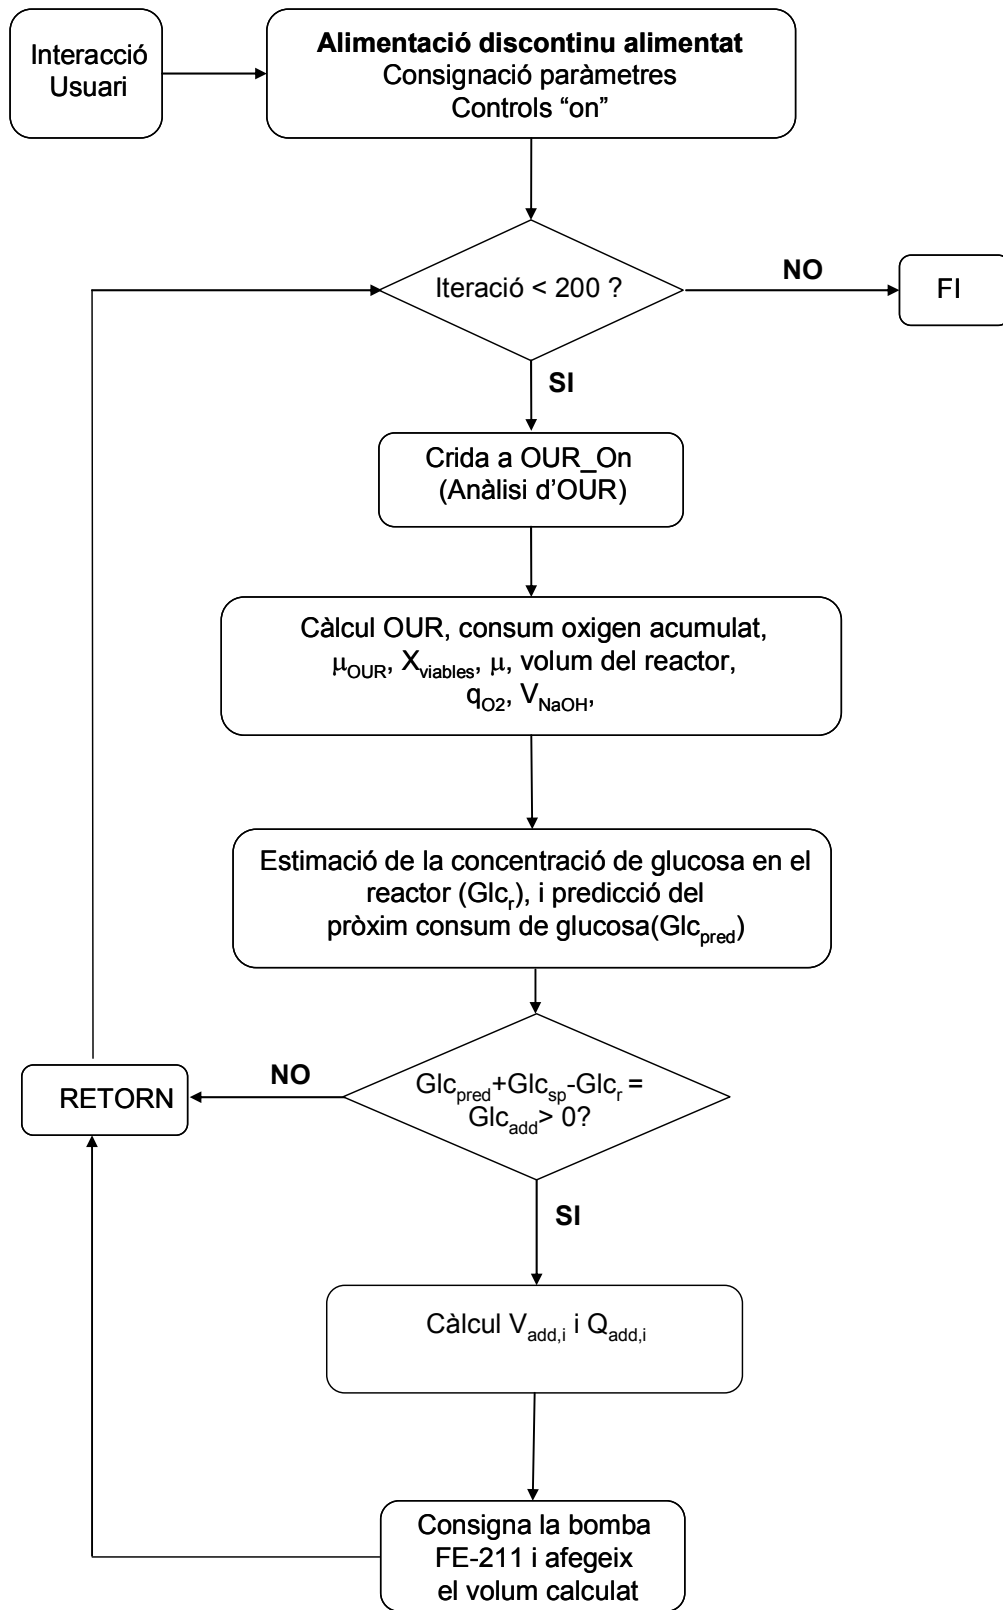 Interacció
Usuari
Alimentació discontinu alimentat
Consignació paràmetres
Controls “on”
Iteració < 200 ?
NO
FI
SI
Crida a OUR_On
(Anàlisi d’OUR)
Càlcul OUR, consum oxigen acumulat,
μOUR, Xviables, μ, volum del reactor,
qO2, VNaOH,
Estimació de la concentració de glucosa en el
reactor (Glcr), i predicció del
pròxim consum de glucosa(Glcpred)
NO
RETORN
Glcpred+Glcsp-Glcr =
Glcadd> 0?
SI
Càlcul Vadd,i i Qadd,i
Consigna la bomba
FE-211 i afegeix
el volum calculat